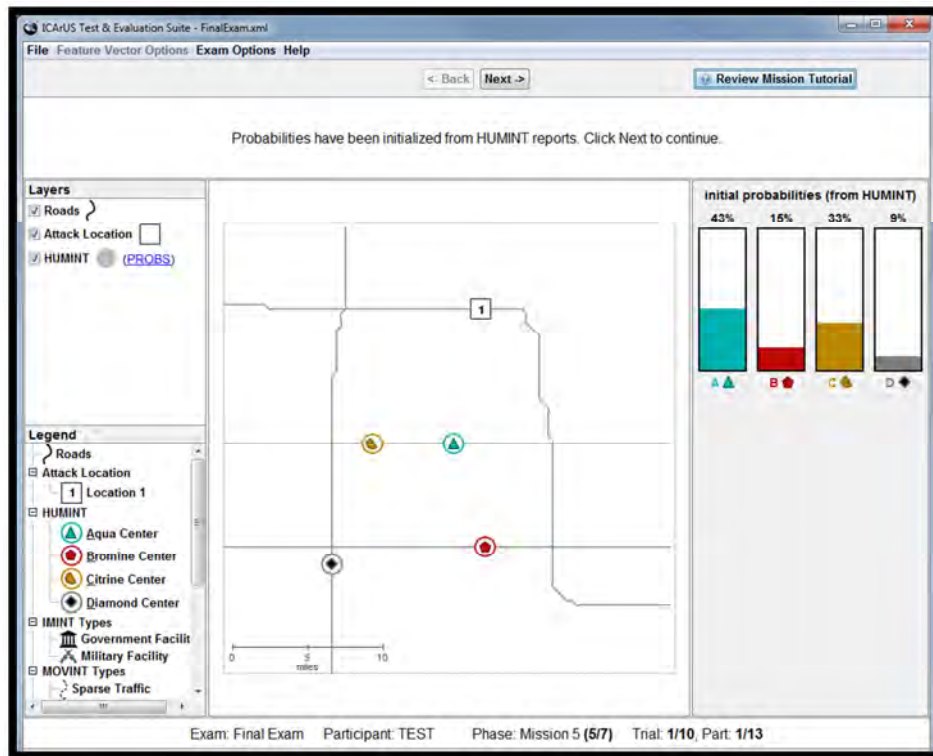 ICArUS Test & Evaluation Suite - FinalExam.xml
File Feature Vector Options Exam Options Help
<- Back Next -> Review Mission Tutorial
Probabilities have been initialized from HUMINT reports. Click Next to continue.
Layers
Roads
Attack Location
HUMINT (PROBS)
Legend
Roads
Attack Location
1 Location 1
HUMINT
Aqua Center
Bromine Center
Citrine Center
Diamond Center
IMINT Types
Government Facilit
Military Facility
MOVINT Types
Sparse Traffic
1
0 5 10
miles
initial probabilities (from HUMINT)
43% 15% 33% 9%
A B C D
Exam: Final Exam Participant: TEST Phase: Mission 5 (5/7) Trial: 1/10, Part: 1/13